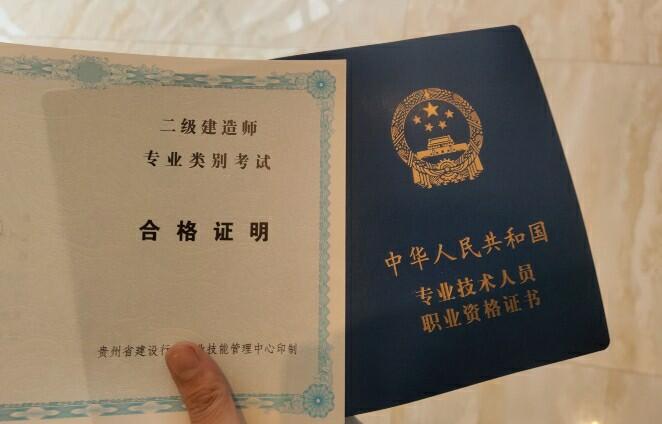 二级建造师
专业类别考试
合格证明
贵州省建设行业技能管理中心印制
中华人民共和国
专业技术人员
职业资格证书